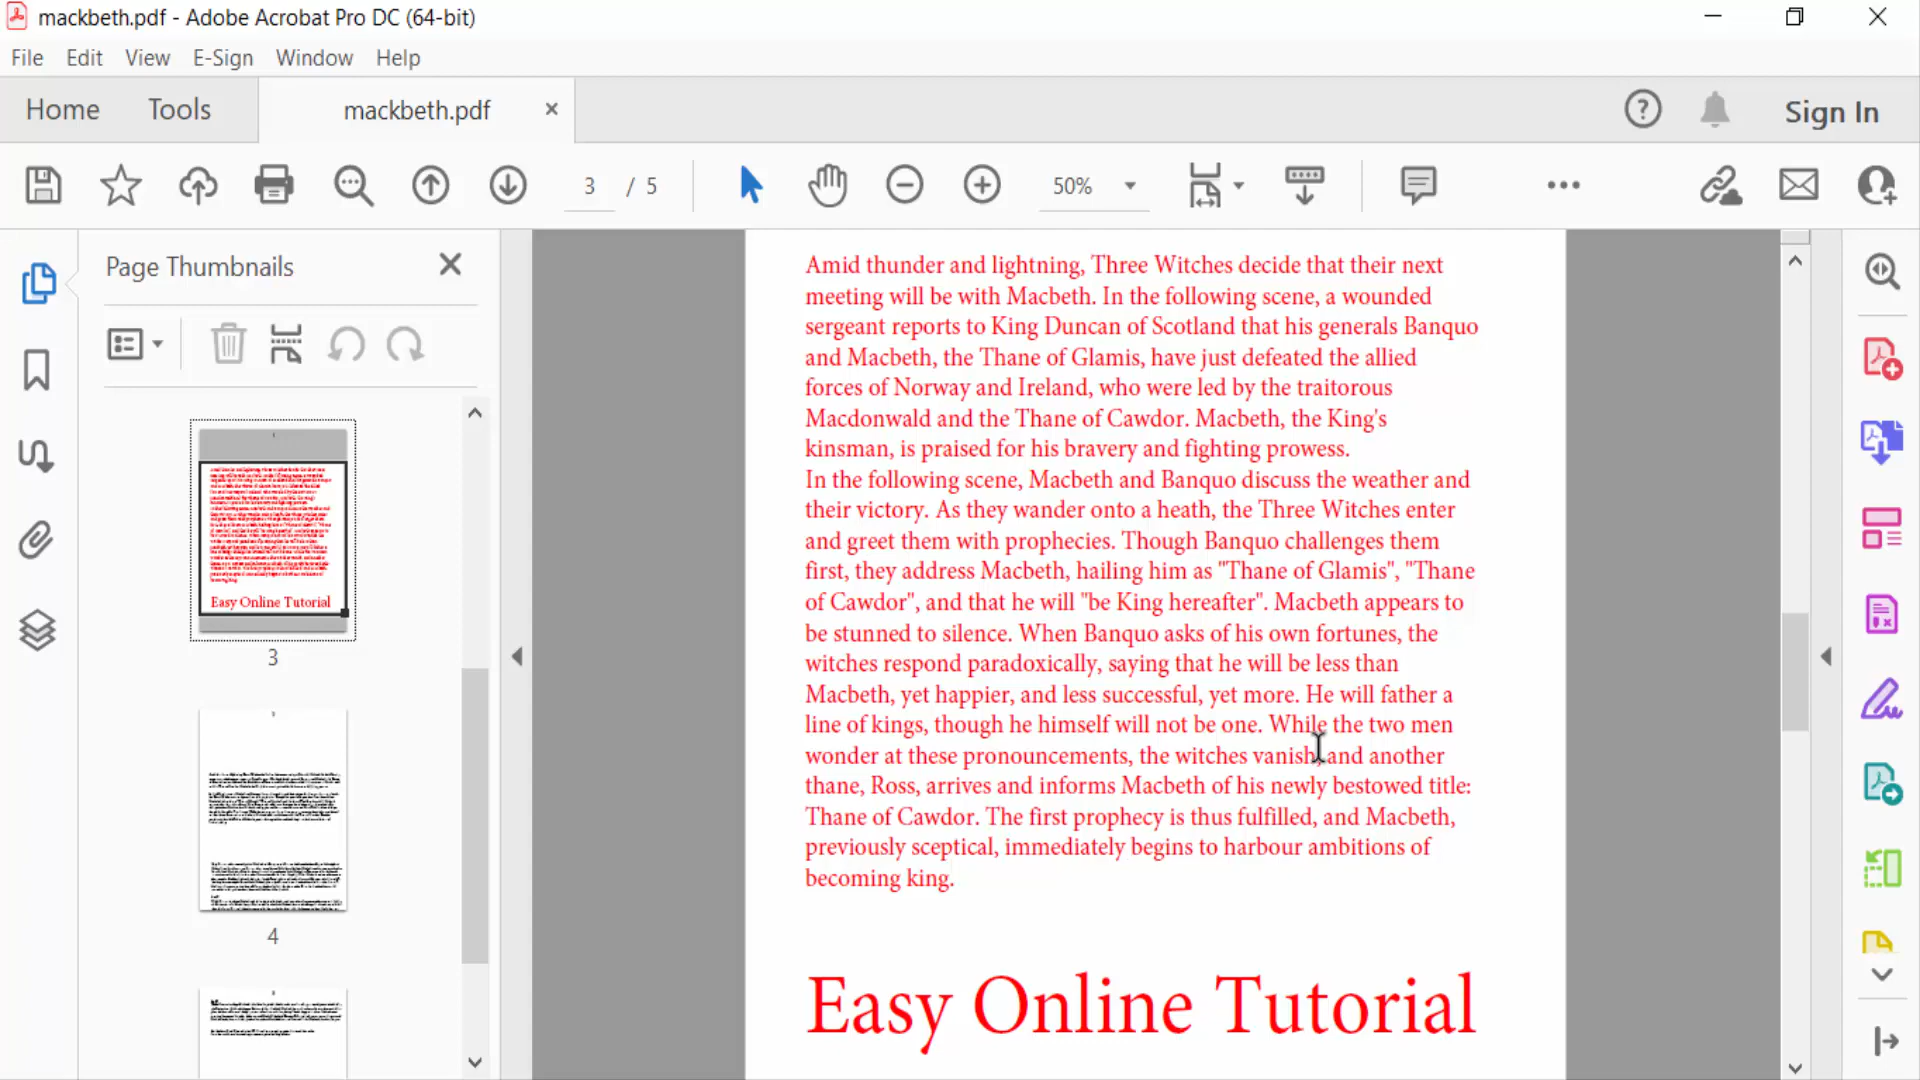 mackbeth.pdf - Adobe Acrobat Pro DC (64-bit)
File Edit View E-Sign Window Help
Home Tools mackbeth.pdf × Sign In
3 / 5 50%
Page Thumbnails
Easy Online Tutorial
3
4
Amid thunder and lightning, Three Witches decide that their next
meeting will be with Macbeth. In the following scene, a wounded
sergeant reports to King Duncan of Scotland that his generals Banquo
and Macbeth, the Thane of Glamis, have just defeated the allied
forces of Norway and Ireland, who were led by the traitorous
Macdonwald and the Thane of Cawdor. Macbeth, the King's
kinsman, is praised for his bravery and fighting prowess.
In the following scene, Macbeth and Banquo discuss the weather and
their victory. As they wander onto a heath, the Three Witches enter
and greet them with prophecies. Though Banquo challenges them
first, they address Macbeth, hailing him as "Thane of Glamis", "Thane
of Cawdor", and that he will "be King hereafter". Macbeth appears to
be stunned to silence. When Banquo asks of his own fortunes, the
witches respond paradoxically, saying that he will be less than
Macbeth, yet happier, and less successful, yet more. He will father a
line of kings, though he himself will not be one. While the two men
wonder at these pronouncements, the witches vanish, and another
thane, Ross, arrives and informs Macbeth of his newly bestowed title:
Thane of Cawdor. The first prophecy is thus fulfilled, and Macbeth,
previously sceptical, immediately begins to harbour ambitions of
becoming king.
Easy Online Tutorial